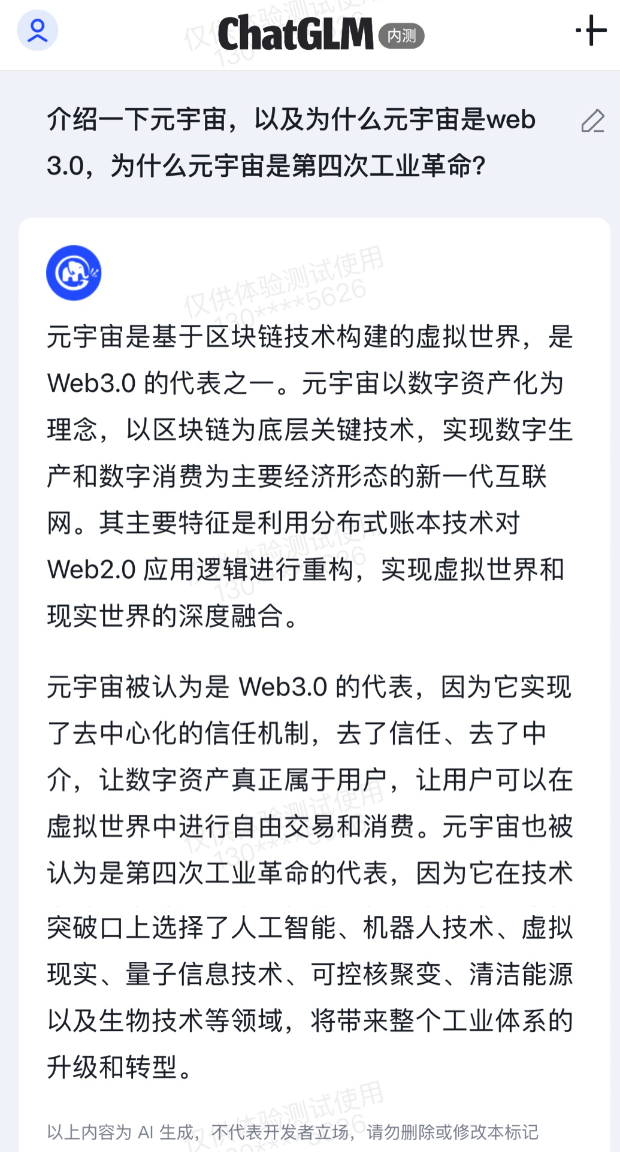 ChatGLM 内测
介绍一下元宇宙，以及为什么元宇宙是web
3.0，为什么元宇宙是第四次工业革命？
仅供体验测试使用
130****5626
元宇宙是基于区块链技术构建的虚拟世界，是
Web3.0 的代表之一。元宇宙以数字资产化为
理念，以区块链为底层关键技术，实现数字生
产和数字消费为主要经济形态的新一代互联
网。其主要特征是利用分布式账本技术对
Web2.0 应用逻辑进行重构，实现虚拟世界和
现实世界的深度融合。
元宇宙被认为是 Web3.0 的代表，因为它实现
了去中心化的信任机制，去了信任、去了中
介，让数字资产真正属于用户，让用户可以在
虚拟世界中进行自由交易和消费。元宇宙也被
认为是第四次工业革命的代表，因为它在技术
突破口上选择了人工智能、机器人技术、虚拟
现实、量子信息技术、可控核聚变、清洁能源
以及生物技术等领域，将带来整个工业体系的
升级和转型。
以上内容为 AI 生成，不代表开发者立场，请勿删除或修改本标记